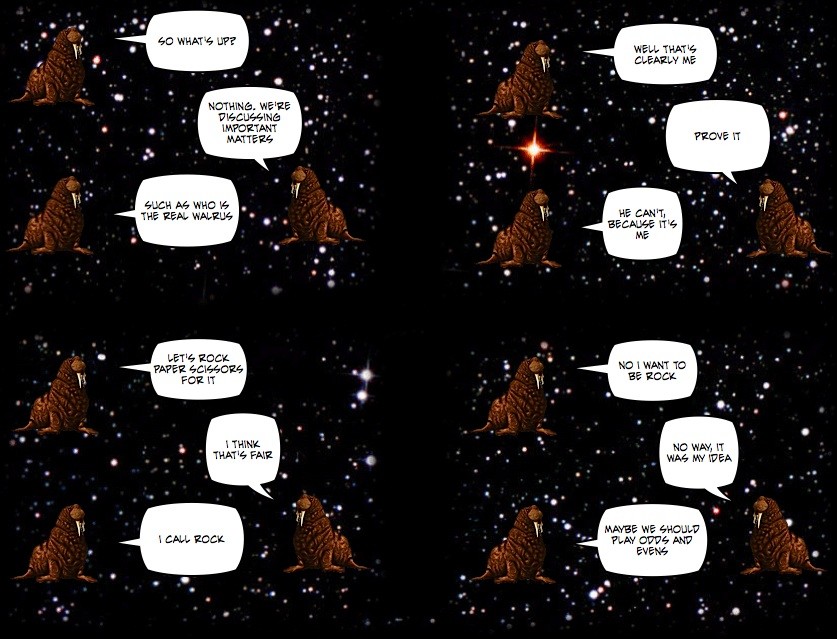 SO WHAT'S UP?
NOTHING. WE'RE
DISCUSSING
IMPORTANT
MATTERS
SUCH AS WHO IS
THE REAL WALRUS
WELL THAT'S
CLEARLY ME
PROVE IT
HE CAN'T,
BECAUSE IT'S
ME
LET'S ROCK
PAPER SCISSORS
FOR IT
I THINK
THAT'S FAIR
I CALL ROCK
NO I WANT TO
BE ROCK
NO WAY, IT
WAS MY IDEA
MAYBE WE SHOULD
PLAY ODDS AND
EVENS